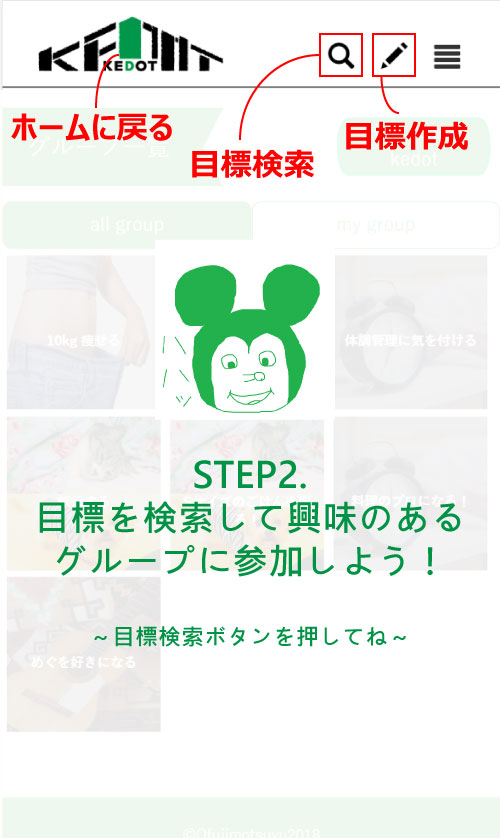 KEDOT
ホームに戻る
目標検索
目標作成
グループ一覧
kedot
all group
my group
10kg 痩せる
体調管理に気を付ける
STEP2.
目標を検索して興味のある
グループに参加しよう！
料理のプロになる！
～目標検索ボタンを押してね～
めぐを好きになる